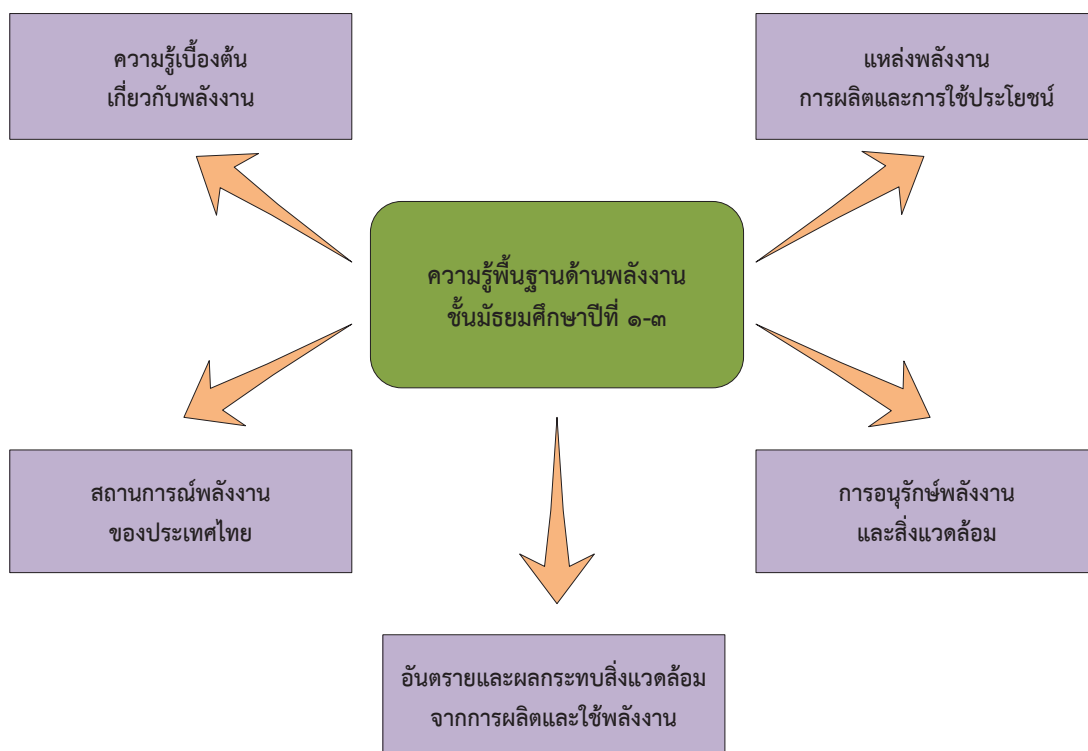 ความรู้เบื้องต้น
เกี่ยวกับพลังงาน
แหล่งพลังงาน
การผลิตและการใช้ประโยชน์
ความรู้พื้นฐานด้านพลังงาน
ชั้นมัธยมศึกษาปีที่ ๑-๓
สถานการณ์พลังงาน
ของประเทศไทย
การอนุรักษ์พลังงาน
และสิ่งแวดล้อม
อันตรายและผลกระทบสิ่งแวดล้อม
จากการผลิตและใช้พลังงาน